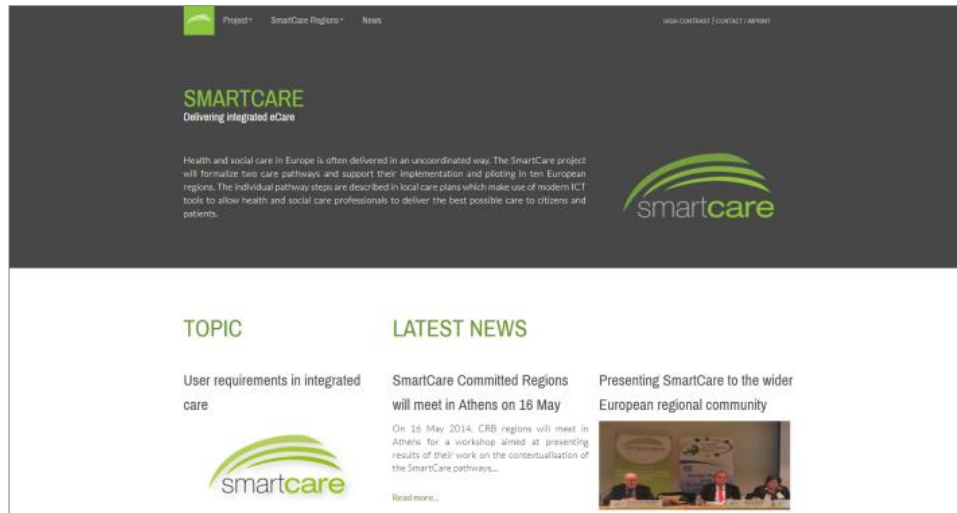 Project
SmartCare Regions
News
HIGH CONTRAST | CONTACT / IMPRINT
SMARTCARE
Delivering integrated eCare
Health and social care in Europe is often delivered in an uncoordinated way. The SmartCare project
will formalize two care pathways and support their implementation and piloting in ten European
regions. The individual pathway steps are described in local care plans which make use of modern ICT
tools to allow health and social care professionals to deliver the best possible care to citizens and
patients.
smartcare
TOPIC
User requirements in integrated
care
smartcare
LATEST NEWS
SmartCare Committed Regions
will meet in Athens on 16 May
On 16 May 2014, CRB regions will meet in
Athens for a workshop aimed at presenting
results of their work on the contextualisation of
the SmartCare pathways....
Read more...
Presenting SmartCare to the wider
European regional community